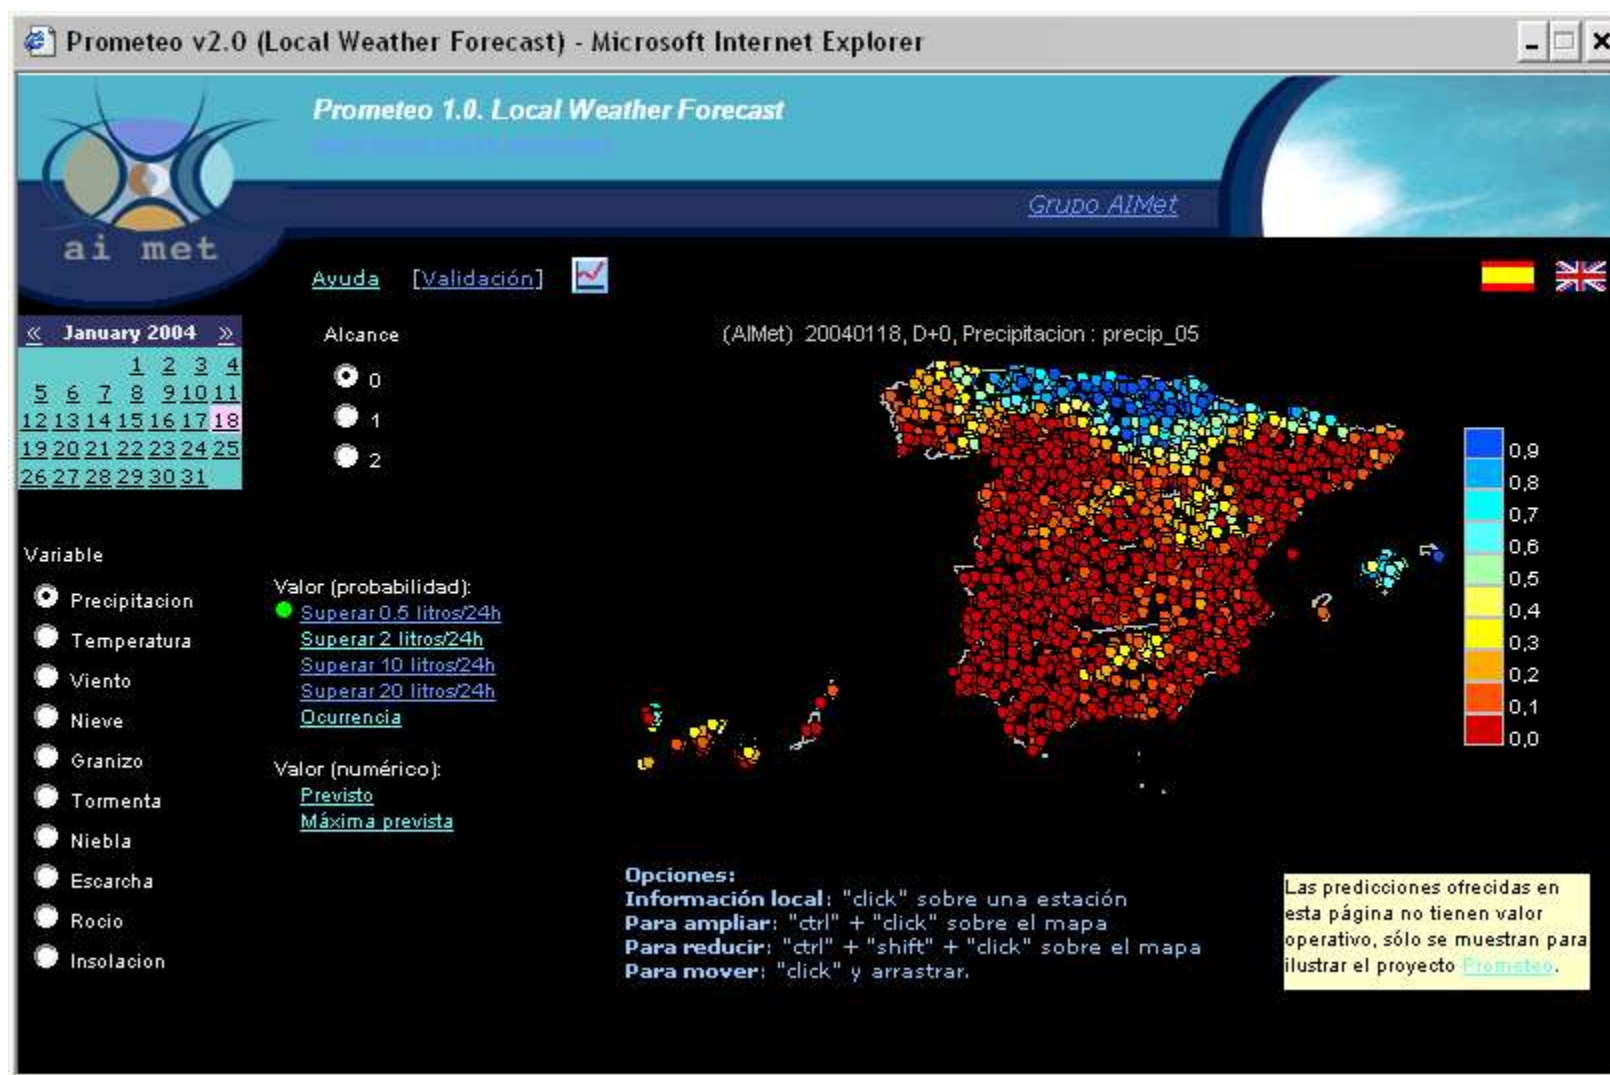 Prometeo v2.0 (Local Weather Forecast) - Microsoft Internet Explorer
Prometeo 1.0. Local Weather Forecast
Grupo AIMet
ai met
Ayuda [Validación]
« January 2004 »
1 2 3 4
5 6 7 8 9 10 11
12 13 14 15 16 17 18
19 20 21 22 23 24 25
26 27 28 29 30 31
Alcance
0
1
2
(AIMet) 20040118, D+0, Precipitacion : precip_05
0,9
0,8
0,7
0,6
0,5
0,4
0,3
0,2
0,1
0,0
Variable
Precipitacion
Temperatura
Viento
Nieve
Granizo
Tormenta
Niebla
Escarcha
Rocio
Insolacion
Valor (probabilidad):
Superar 0.5 litros/24h
Superar 2 litros/24h
Superar 10 litros/24h
Superar 20 litros/24h
Ocurrencia
Valor (numérico):
Previsto
Máxima prevista
Opciones:
Información local: "click" sobre una estación
Para ampliar: "ctrl" + "click" sobre el mapa
Para reducir: "ctrl" + "shift" + "click" sobre el mapa
Para mover: "click" y arrastrar.
Las predicciones ofrecidas en
esta página no tienen valor
operativo, sólo se muestran para
ilustrar el proyecto Prometeo.